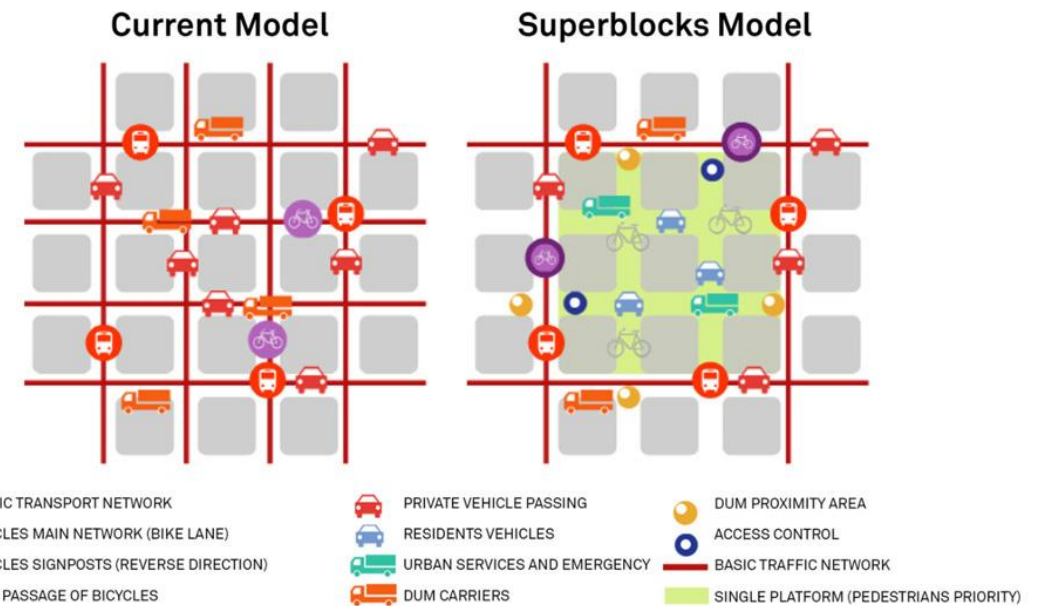 Current Model
Superblocks Model
IC TRANSPORT NETWORK
CLES MAIN NETWORK (BIKE LANE)
CLES SIGNPOSTS (REVERSE DIRECTION)
PASSAGE OF BICYCLES
PRIVATE VEHICLE PASSING
RESIDENTS VEHICLES
URBAN SERVICES AND EMERGENCY
DUM CARRIERS
DUM PROXIMITY AREA
ACCESS CONTROL
BASIC TRAFFIC NETWORK
SINGLE PLATFORM (PEDESTRIANS PRIORITY)